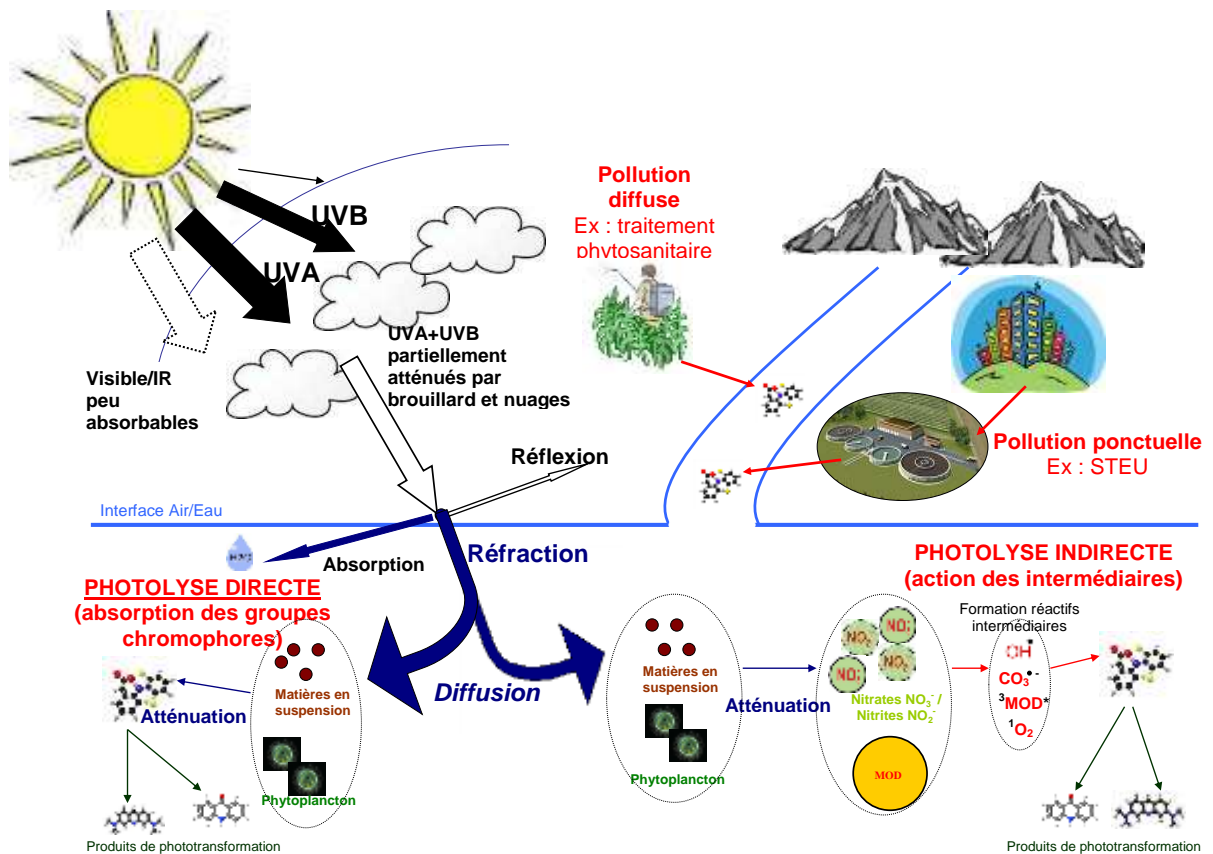 Pollution
diffuse
Ex : traitement
phytosanitaire
UVB
UVA
UVA+UVB
partiellement
atténués par
brouillard et nuages
Visible/IR
peu
absorbables
Réflexion
Pollution ponctuelle
Ex : STEU
Interface Air/Eau
Absorption
Réfraction
PHOTOLYSE DIRECTE
(absorption des groupes
chromophores)
PHOTOLYSE INDIRECTE
(action des intermédiaires)
Formation réactifs
intermédiaires
Matières en
suspension
Phytoplancton
Atténuation
Diffusion
Matières en
suspension
Phytoplancton
Atténuation
NO₂
NO₂
Nitrates NO₃⁻ /
Nitrites NO₂⁻
MOD
OH•
CO₃•-
³MOD*
¹O₂
Produits de phototransformation
Produits de phototransformation